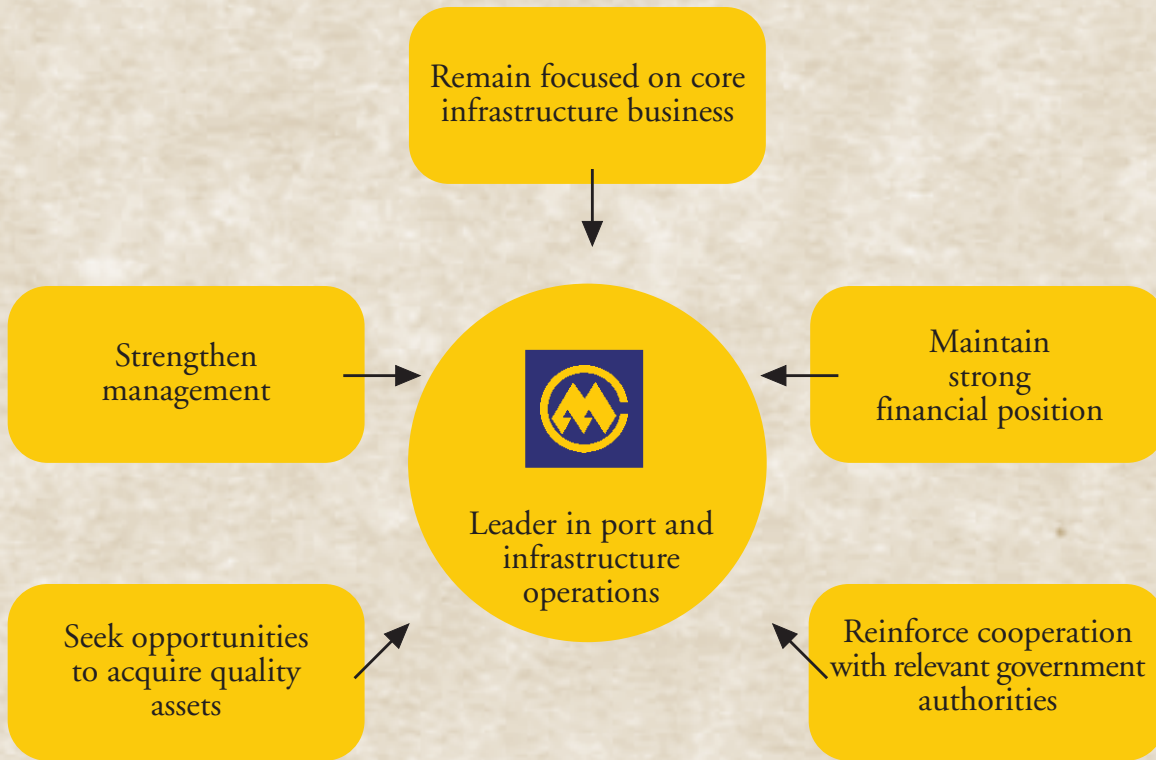 Remain focused on core
infrastructure business
Strengthen
management
Maintain
strong
financial position
Leader in port and
infrastructure
operations
Seek opportunities
to acquire quality
assets
Reinforce cooperation
with relevant government
authorities